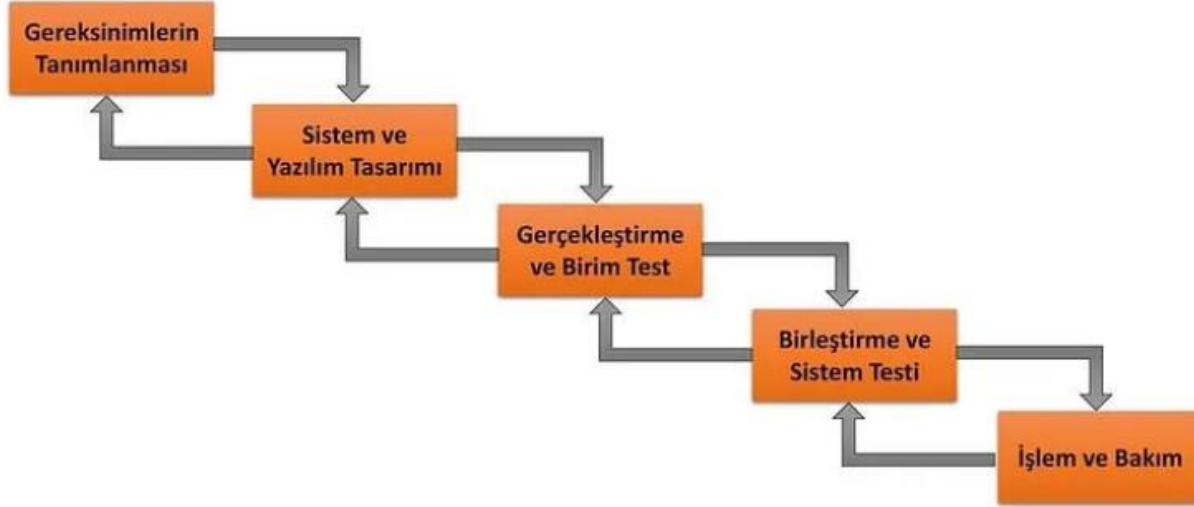 Gereksinimlerin
Tanımlanması
Sistem ve
Yazılım Tasarımı
Gerçekleştirme
ve Birim Test
Birleştirme ve
Sistem Testi
İşlem ve Bakım